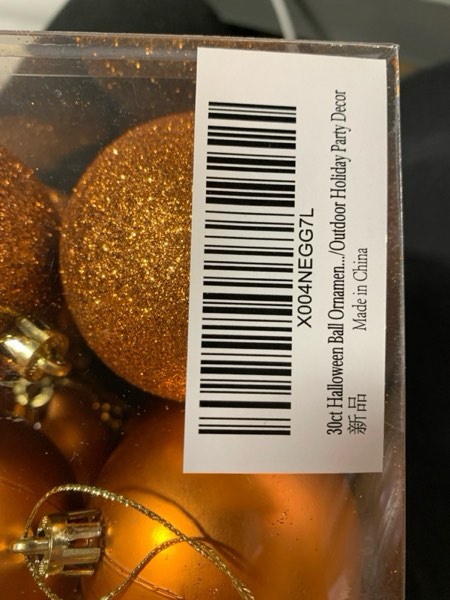 X004NEGG7L
30ct Halloween Ball Ornamen.../Outdoor Holiday Party Decor
新品 Made in China